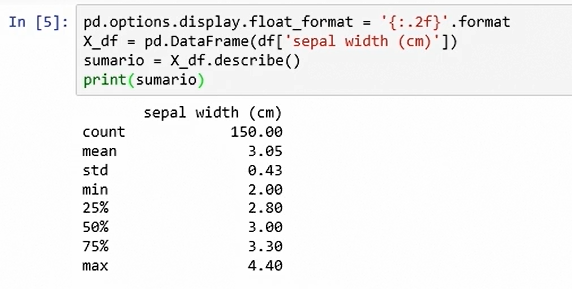 In [5]: pd.options.display.float_format = '{:.2f}'.format
X_df = pd.DataFrame(df['sepal width (cm)'])
sumario = X_df.describe()
print(sumario)
sepal width (cm)
count 150.00
mean 3.05
std 0.43
min 2.00
25% 2.80
50% 3.00
75% 3.30
max 4.40